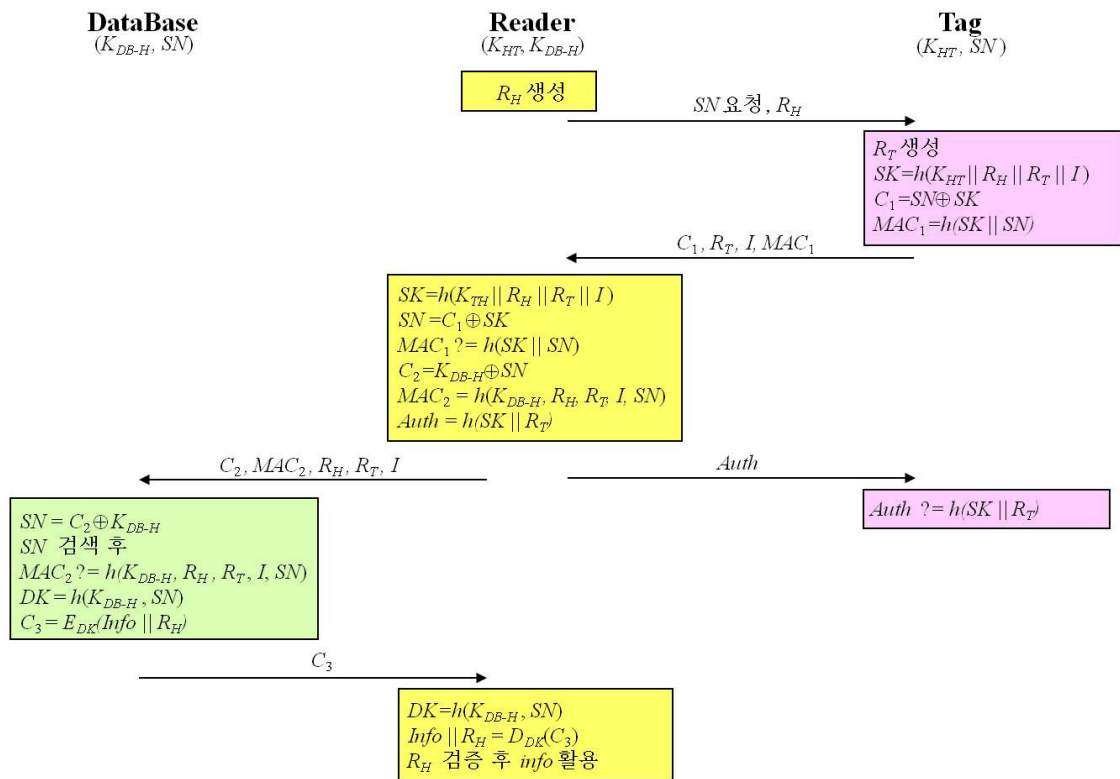 DataBase
(K_DB-H, SN)
Reader
(K_HT, K_DB-H)
Tag
(K_HT, SN)
R_H 생성
SN 요청, R_H
R_T 생성
SK=h(K_HT || R_H || R_T || I)
C_1=SN⊕SK
MAC_1=h(SK || SN)
C_1, R_T, I, MAC_1
SK=h(K_TH || R_H || R_T || I)
SN=C_1⊕SK
MAC_1 ?= h(SK || SN)
C_2=K_DB-H⊕SN
MAC_2 = h(K_DB-H, R_H, R_T, I, SN)
Auth = h(SK || R_T)
C_2, MAC_2, R_H, R_T, I
Auth
SN = C_2⊕K_DB-H
SN 검색 후
MAC_2 ?= h(K_DB-H, R_H, R_T, I, SN)
DK=h(K_DB-H, SN)
C_3=E_DK(Info || R_H)
Auth ?= h(SK || R_T)
C_3
DK=h(K_DB-H, SN)
Info || R_H = D_DK(C_3)
R_H 검증 후 info 활용